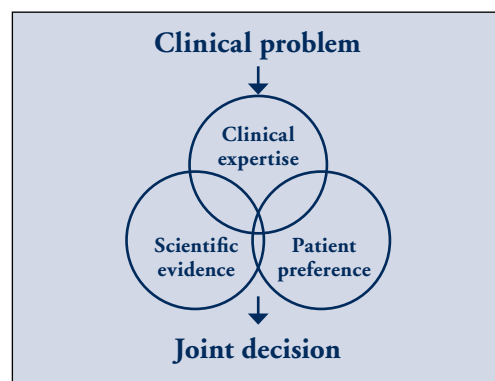 Clinical problem
Clinical
expertise
Scientific
evidence
Patient
preference
Joint decision